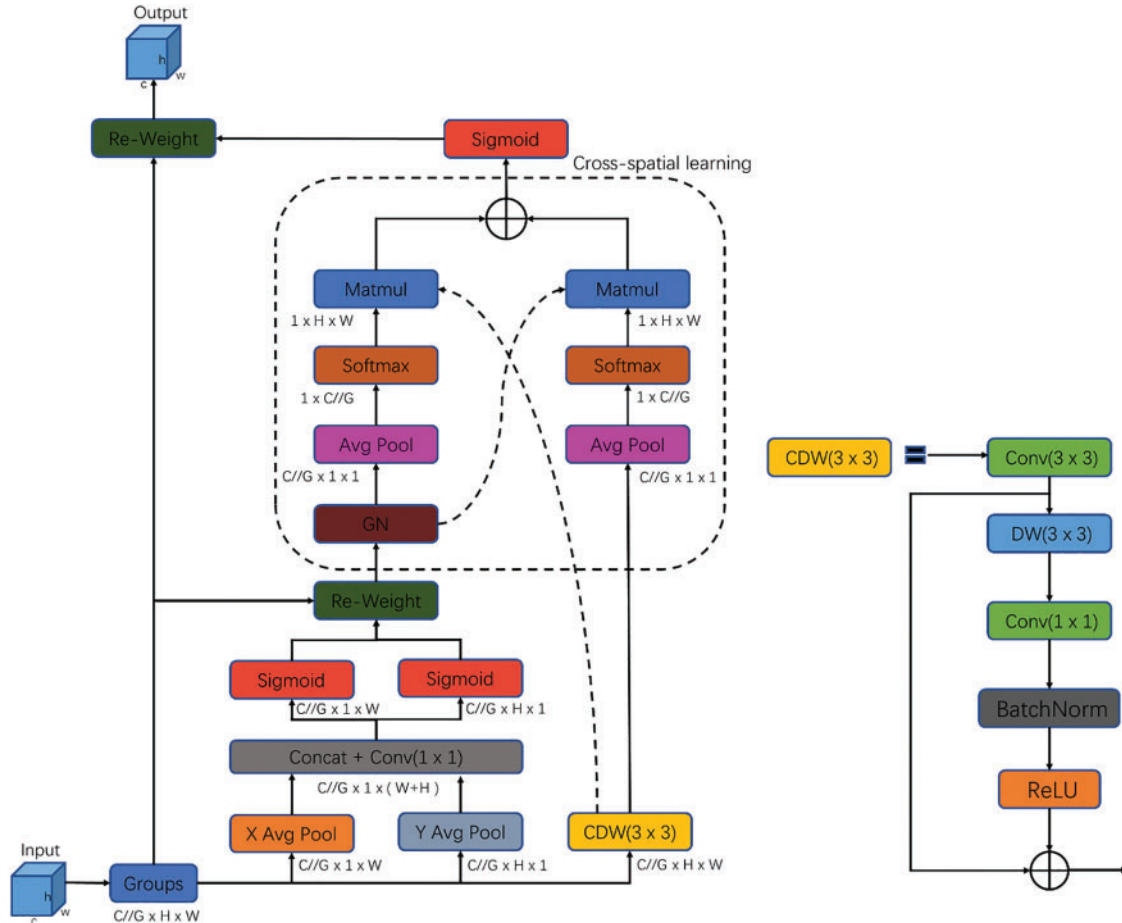 Output
h
w
c
Re-Weight
Sigmoid
Cross-spatial learning
Matmul
Matmul
1 x H x W
1 x H x W
Softmax
Softmax
1 x C//G
1 x C//G
Avg Pool
Avg Pool
C//G x 1 x 1
C//G x 1 x 1
GN
Re-Weight
Sigmoid
Sigmoid
C//G x 1 x W
C//G x H x 1
Concat + Conv(1 x 1)
C//G x 1 x ( W+H )
X Avg Pool
Y Avg Pool
CDW(3 x 3)
C//G x 1 x W
C//G x H x 1
C//G x H x W
Input
h
w
c
Groups
C//G x H x W
CDW(3 x 3)
=
Conv(3 x 3)
DW(3 x 3)
Conv(1 x 1)
BatchNorm
ReLU